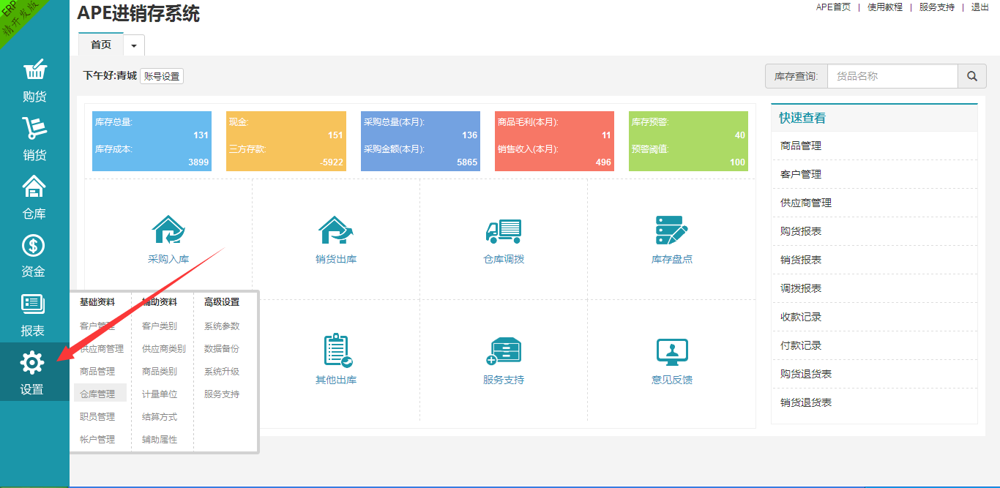 ERP
精开发版
APE进销存系统
APE首页 | 使用教程 | 服务支持 | 退出
首页
下午好:青城 账号设置
库存查询: 货品名称
购货
销货
仓库
资金
报表
设置
库存总量:
131
库存成本:
3899
现金:
151
三方存款:
-5922
采购总量(本月):
136
采购金额(本月):
5865
商品毛利(本月):
11
销售收入(本月):
496
库存预警:
40
预警阈值:
100
采购入库
销货出库
仓库调拨
库存盘点
其他出库
服务支持
意见反馈
基础资料
客户管理
供应商管理
商品管理
仓库管理
职员管理
帐户管理
辅助资料
客户类别
供应商类别
商品类别
计量单位
结算方式
辅助属性
高级设置
系统参数
数据备份
系统升级
服务支持
快速查看
商品管理
客户管理
供应商管理
购货报表
销货报表
调拨报表
收款记录
付款记录
购货退货表
销货退货表